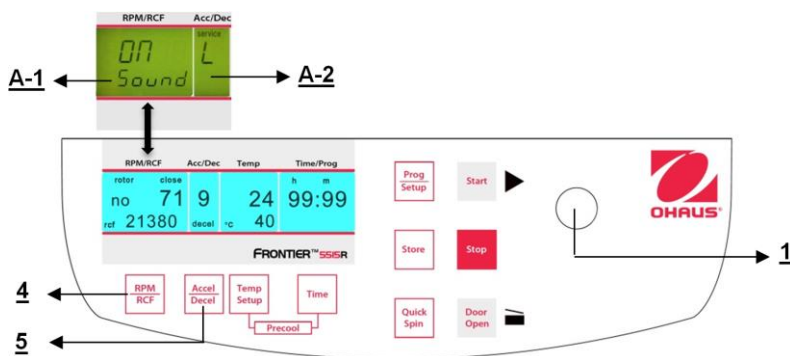 RPM/RCF Acc/Dec
service
ON L
Sound
A-1 A-2
RPM/RCF Acc/Dec Temp Time/Prog
rotor close h m
no 71 9 24 99:99
rcf 21380 decel °C 40
FRONTIER™ 5515R
Prog
Setup
Start
OHAUS®
Store
Stop
1
4
RPM
RCF
Accel
Decel
Temp
Setup
Time
Precool
5
Quick
Spin
Door
Open